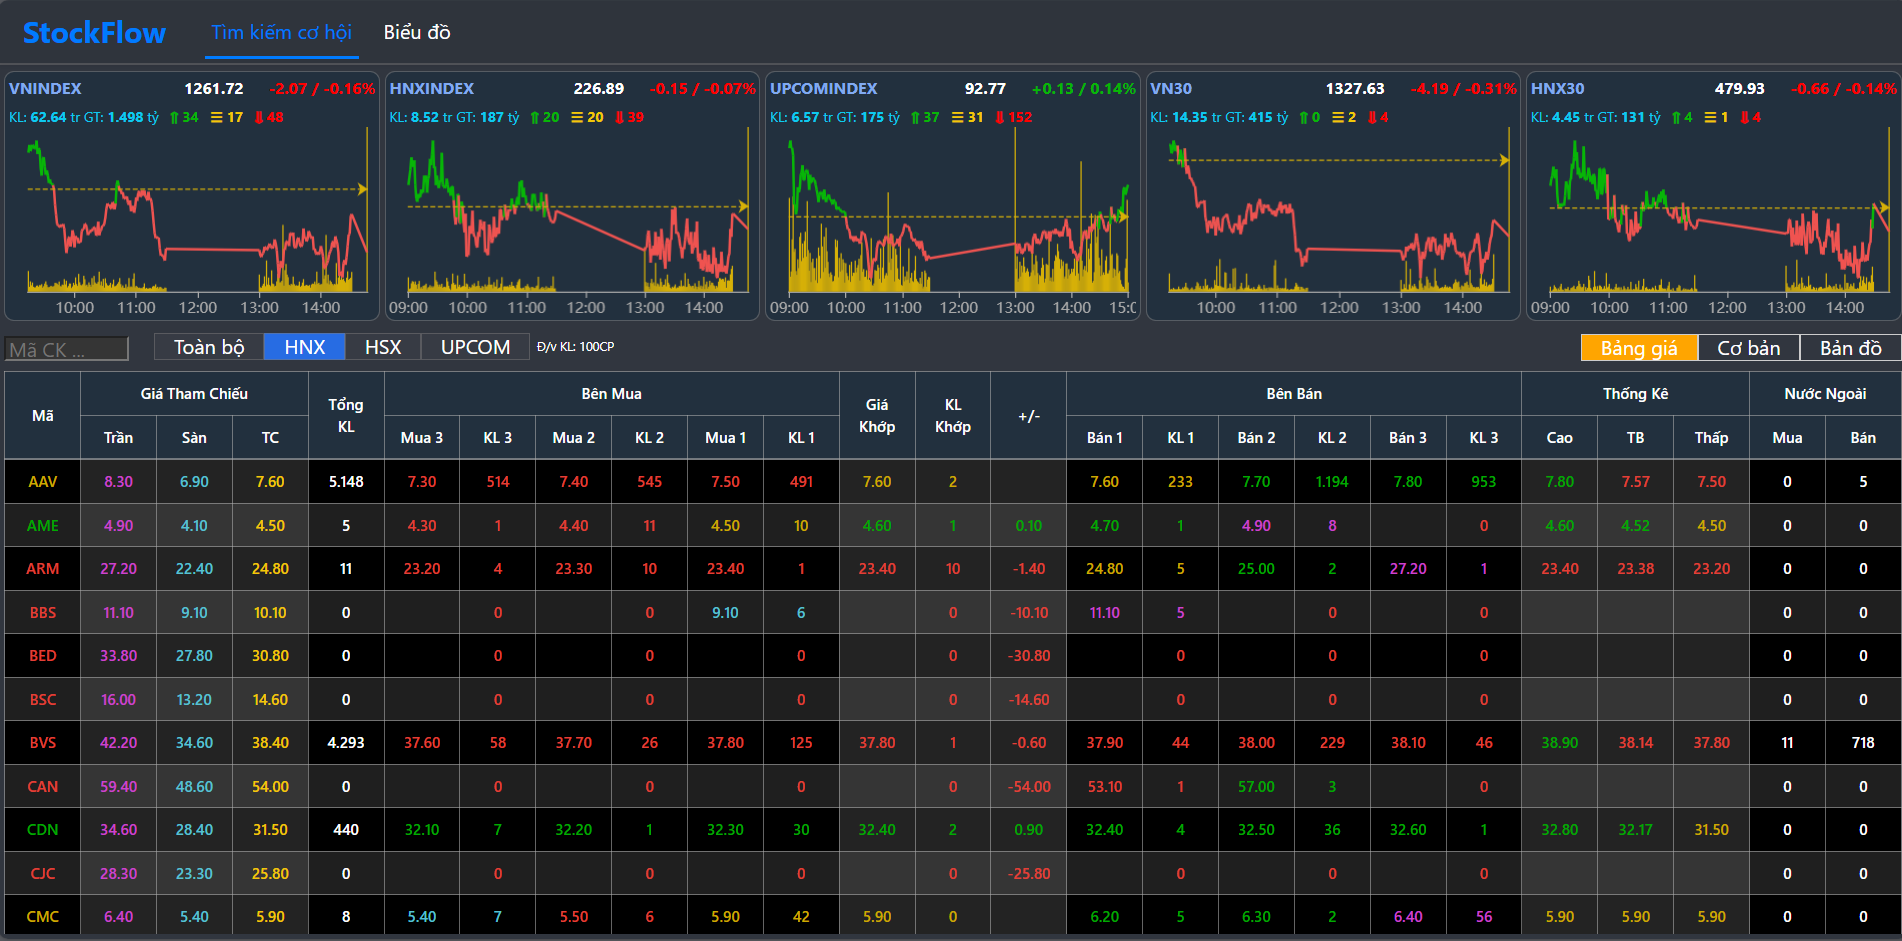 StockFlow Tìm kiếm cơ hội Biểu đồ
VNINDEX 1261.72 -2.07 / -0.16%
KL: 62.64 tr GT: 1.498 tỷ 34 17 48
10:00 11:00 12:00 13:00 14:00
HNXINDEX 226.89 -0.15 / -0.07%
KL: 8.52 tr GT: 187 tỷ 20 20 39
09:00 10:00 11:00 12:00 13:00 14:00
UPCOMINDEX 92.77 +0.13 / 0.14%
KL: 6.57 tr GT: 175 tỷ 37 31 152
09:00 10:00 11:00 12:00 13:00 14:00 15:0
VN30 1327.63 -4.19 / -0.31%
KL: 14.35 tr GT: 415 tỷ 0 2 4
10:00 11:00 12:00 13:00 14:00
HNX30 479.93 -0.66 / -0.14%
KL: 4.45 tr GT: 131 tỷ 4 1 4
09:00 10:00 11:00 12:00 13:00 14:00
Mã CK ... Toàn bộ HNX HSX UPCOM Đ/v KL: 100CP Bảng giá Cơ bản Bản đồ
Mã Giá Tham Chiếu Tổng KL Bên Mua Giá Khớp KL Khớp +/- Bên Bán Thống Kê Nước Ngoài
Trần Sàn TC Mua 3 KL 3 Mua 2 KL 2 Mua 1 KL 1 Bán 1 KL 1 Bán 2 KL 2 Bán 3 KL 3 Cao TB Thấp Mua Bán
AAV 8.30 6.90 7.60 5.148 7.30 514 7.40 545 7.50 491 7.60 2 7.60 233 7.70 1.194 7.80 953 7.80 7.57 7.50 0 5
AME 4.90 4.10 4.50 5 4.30 1 4.40 11 4.50 10 4.60 1 0.10 4.70 1 4.90 8 0 4.60 4.52 4.50 0 0
ARM 27.20 22.40 24.80 11 23.20 4 23.30 10 23.40 1 23.40 10 -1.40 24.80 5 25.00 2 27.20 1 23.40 23.38 23.20 0 0
BBS 11.10 9.10 10.10 0 0 0 9.10 6 0 -10.10 11.10 5 0 0 0 0
BED 33.80 27.80 30.80 0 0 0 0 0 -30.80 0 0 0 0 0
BSC 16.00 13.20 14.60 0 0 0 0 0 -14.60 0 0 0 0 0
BVS 42.20 34.60 38.40 4.293 37.60 58 37.70 26 37.80 125 37.80 1 -0.60 37.90 44 38.00 229 38.10 46 38.90 38.14 37.80 11 718
CAN 59.40 48.60 54.00 0 0 0 0 0 -54.00 53.10 1 57.00 3 0 0 0
CDN 34.60 28.40 31.50 440 32.10 7 32.20 1 32.30 30 32.40 2 0.90 32.40 4 32.50 36 32.60 1 32.80 32.17 31.50 0 0
CJC 28.30 23.30 25.80 0 0 0 0 0 -25.80 0 0 0 0 0
CMC 6.40 5.40 5.90 8 5.40 7 5.50 6 5.90 42 5.90 0 6.20 5 6.30 2 6.40 56 5.90 5.90 5.90 0 0